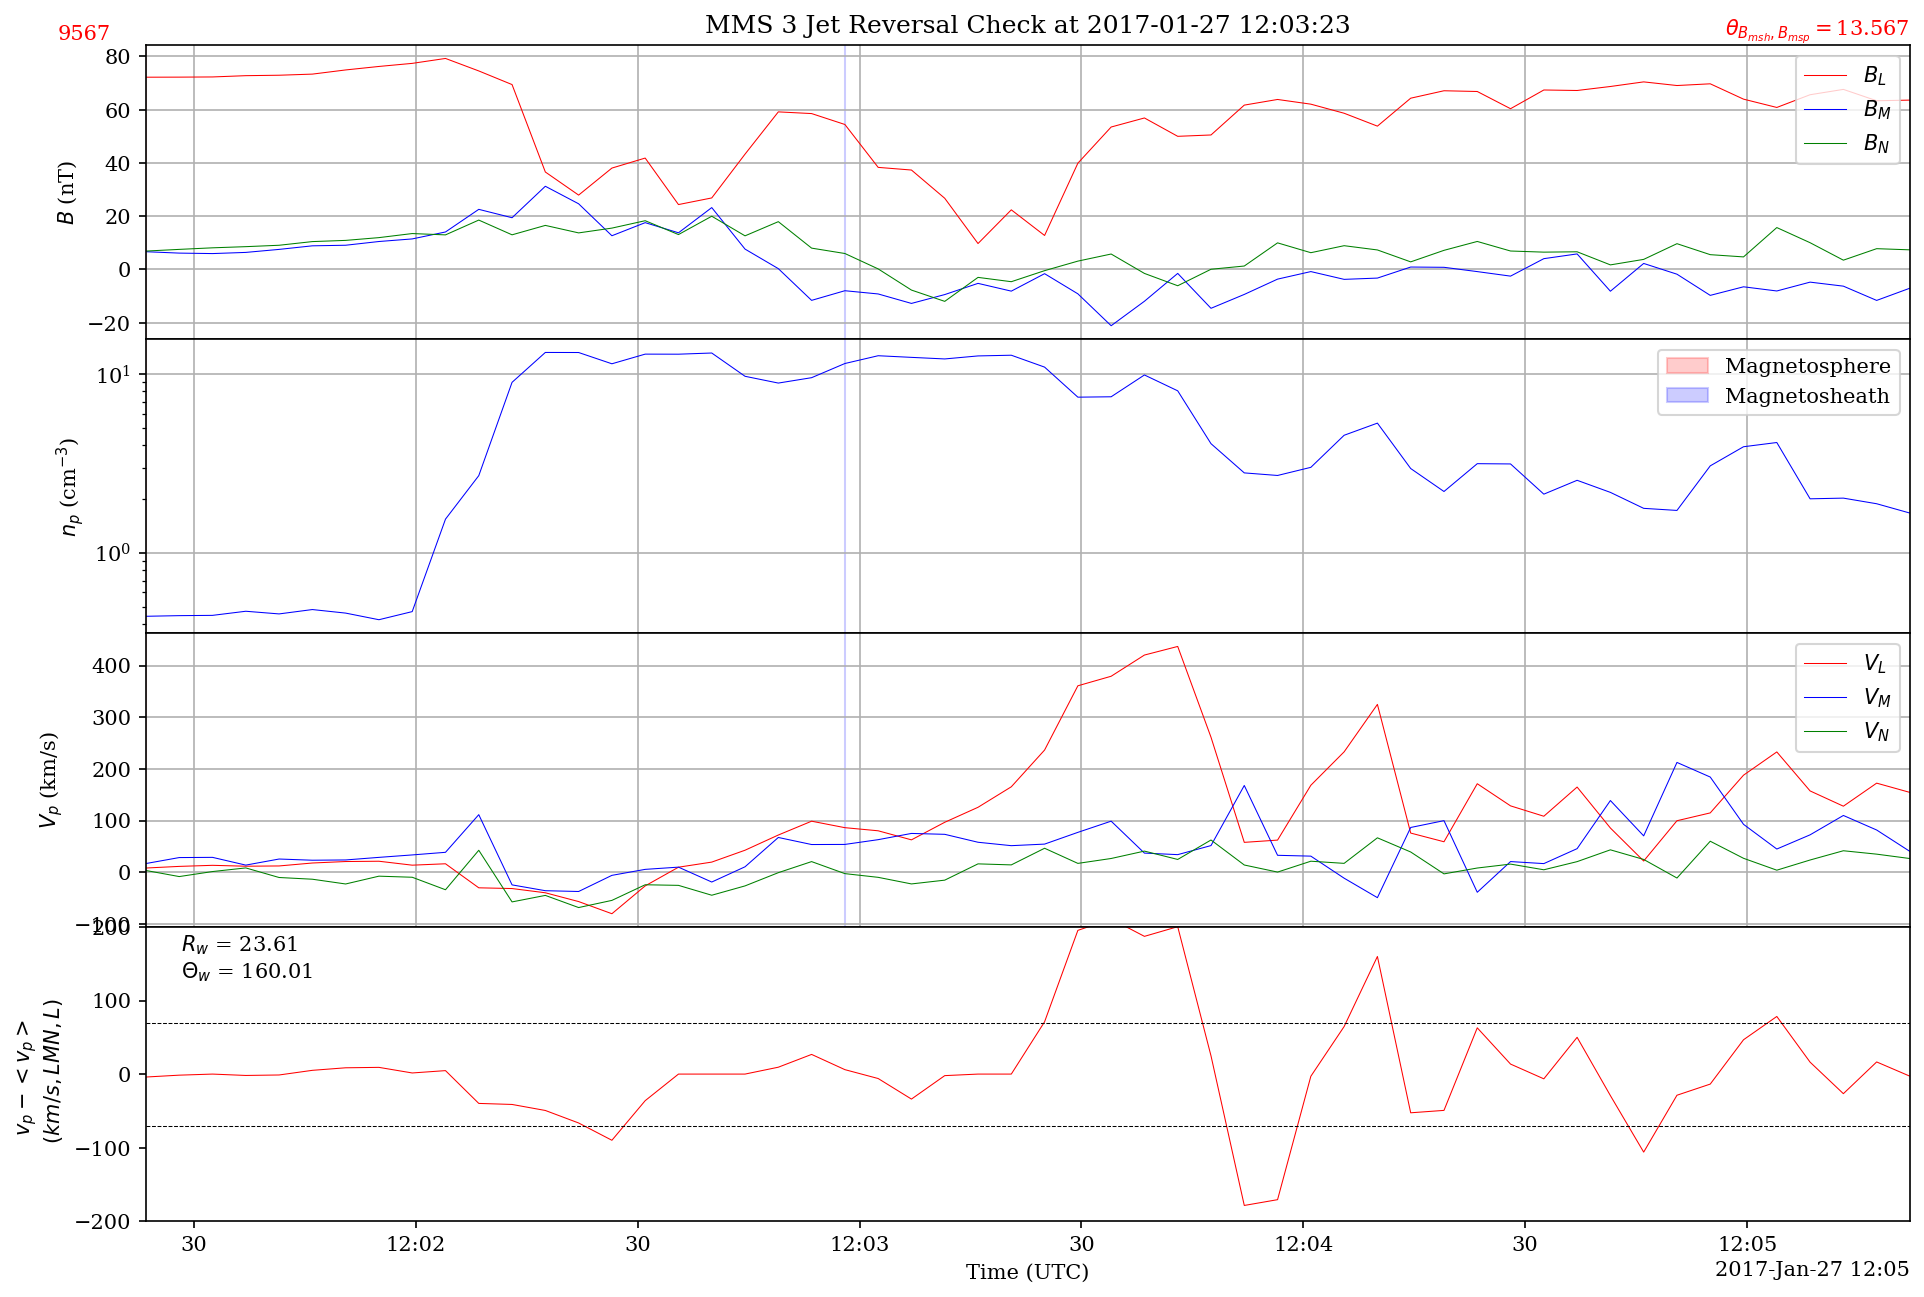 MMS 3 Jet Reversal Check at 2017-01-27 12:03:23
9567
θ_{B_{msh}, B_{msp}} = 13.567
80
60
40
20
0
−20
B (nT)
B_L
B_M
B_N
10^1
10^0
n_p (cm^{−3})
Magnetosphere
Magnetosheath
400
300
200
100
0
−100
V_p (km/s)
V_L
V_M
V_N
200
100
0
−100
−200
v_p − < v_p >
(km/s, LMN, L)
R_w = 23.61
Θ_w = 160.01
30 12:02 30 12:03 30 12:04 30 12:05
Time (UTC)
2017-Jan-27 12:05